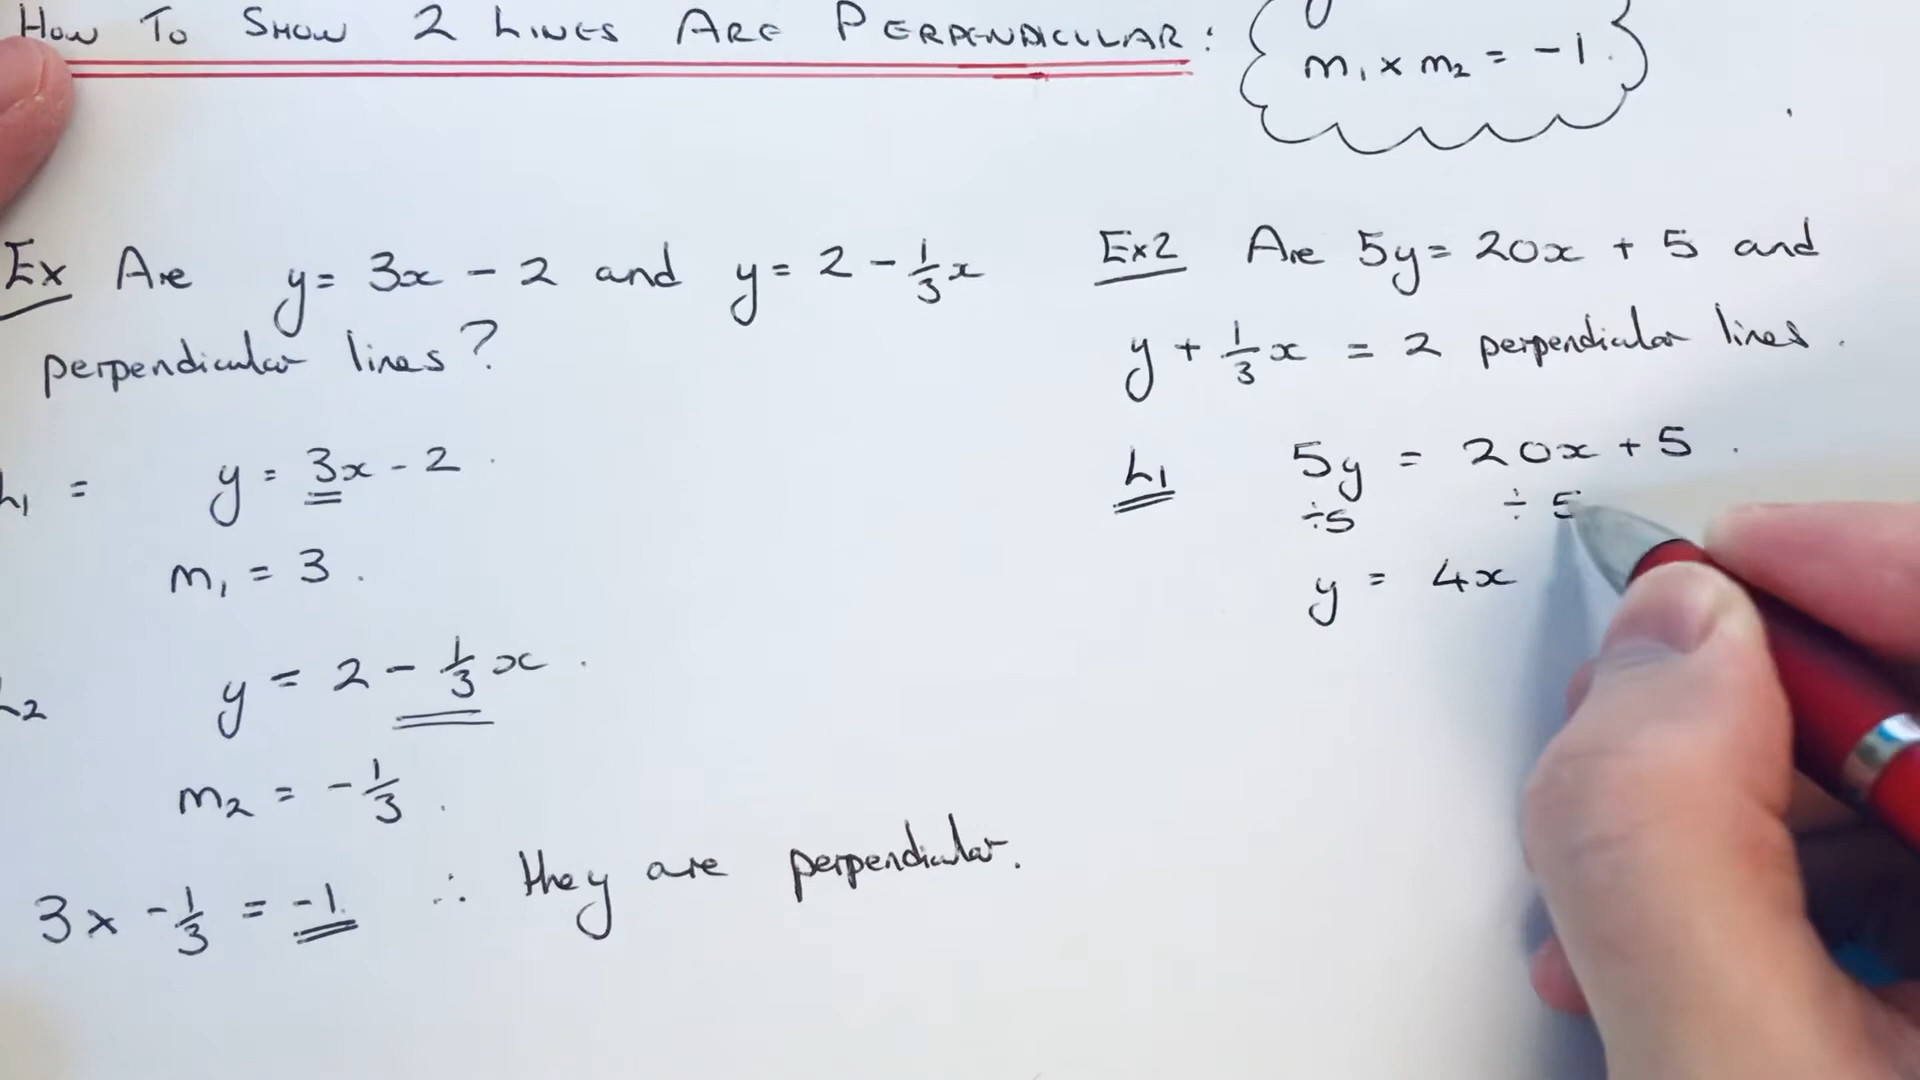 How To Show 2 Lines Are Perpendicular:
m₁ x m₂ = -1
Ex Are y = 3x - 2 and y = 2 - 1/3 x
perpendicular lines?
L₁ = y = 3x - 2
m₁ = 3.
L₂ y = 2 - 1/3 x.
m₂ = - 1/3.
3 x - 1/3 = -1. ∴ they are perpendicular.
Ex2 Are 5y = 20x + 5 and
y + 1/3 x = 2 perpendicular lines.
L₁ 5y = 20x + 5.
÷5 ÷5
y = 4x